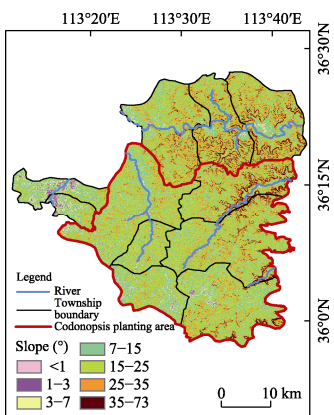 113°20′E 113°30′E 113°40′E
36°30′N
36°15′N
36°0′N
Legend
River
Township
boundary
Codonopsis planting area
Slope (°)
<1
1–3
3–7
7–15
15–25
25–35
35–73
0 10 km